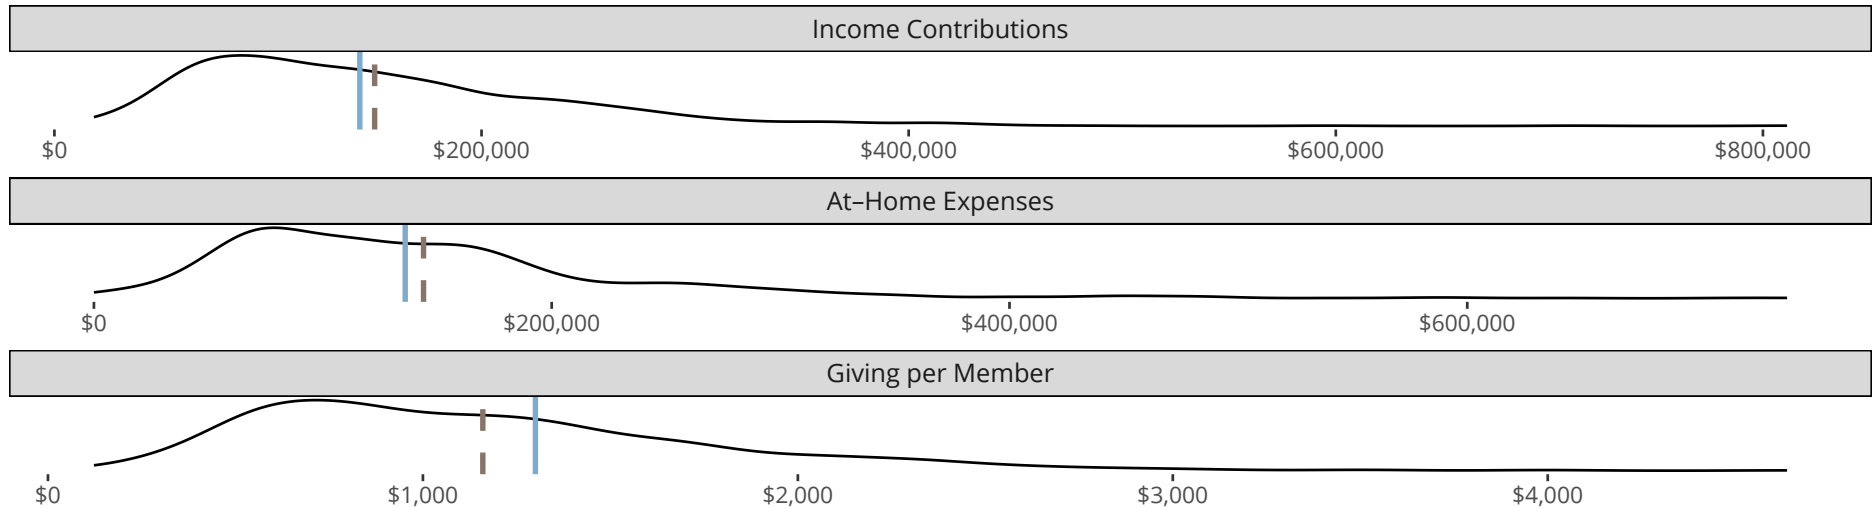 Income Contributions
$0 $200,000 $400,000 $600,000 $800,000
At–Home Expenses
$0 $200,000 $400,000 $600,000
Giving per Member
$0 $1,000 $2,000 $3,000 $4,000